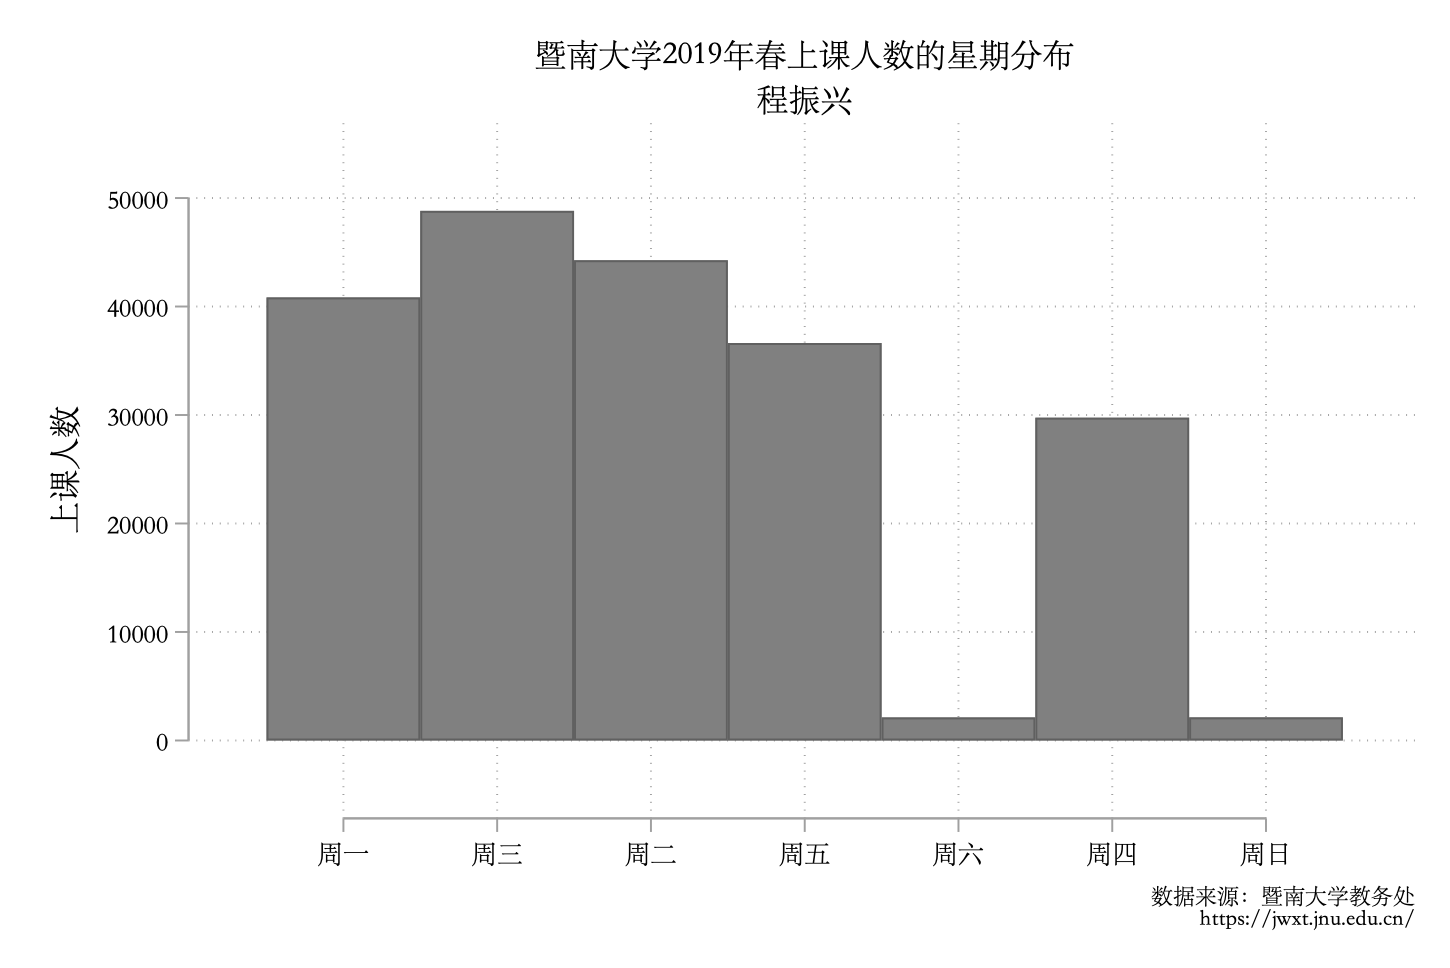 暨南大学2019年春上课人数的星期分布
程振兴
上课人数
50000
40000
30000
20000
10000
0
周一 周三 周二 周五 周六 周四 周日
数据来源：暨南大学教务处
https://jwxt.jnu.edu.cn/